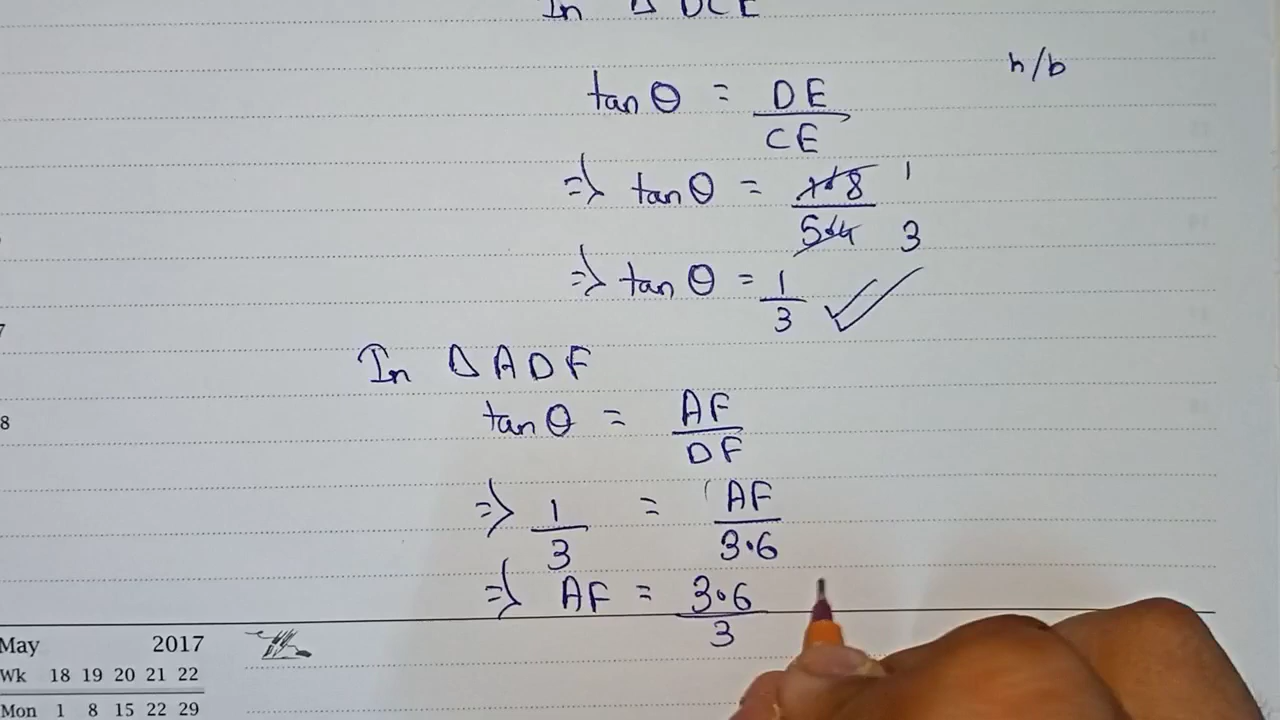 In Δ DCE
h/b
tan θ = DE/CE
⇒ tan θ = 1.8/5.4 1/3
⇒ tan θ = 1/3
In Δ ADF
tan θ = AF/DF
⇒ 1/3 = AF/3.6
⇒ AF = 3.6/3
May 2017
Wk 18 19 20 21 22
Mon 1 8 15 22 29
7
8